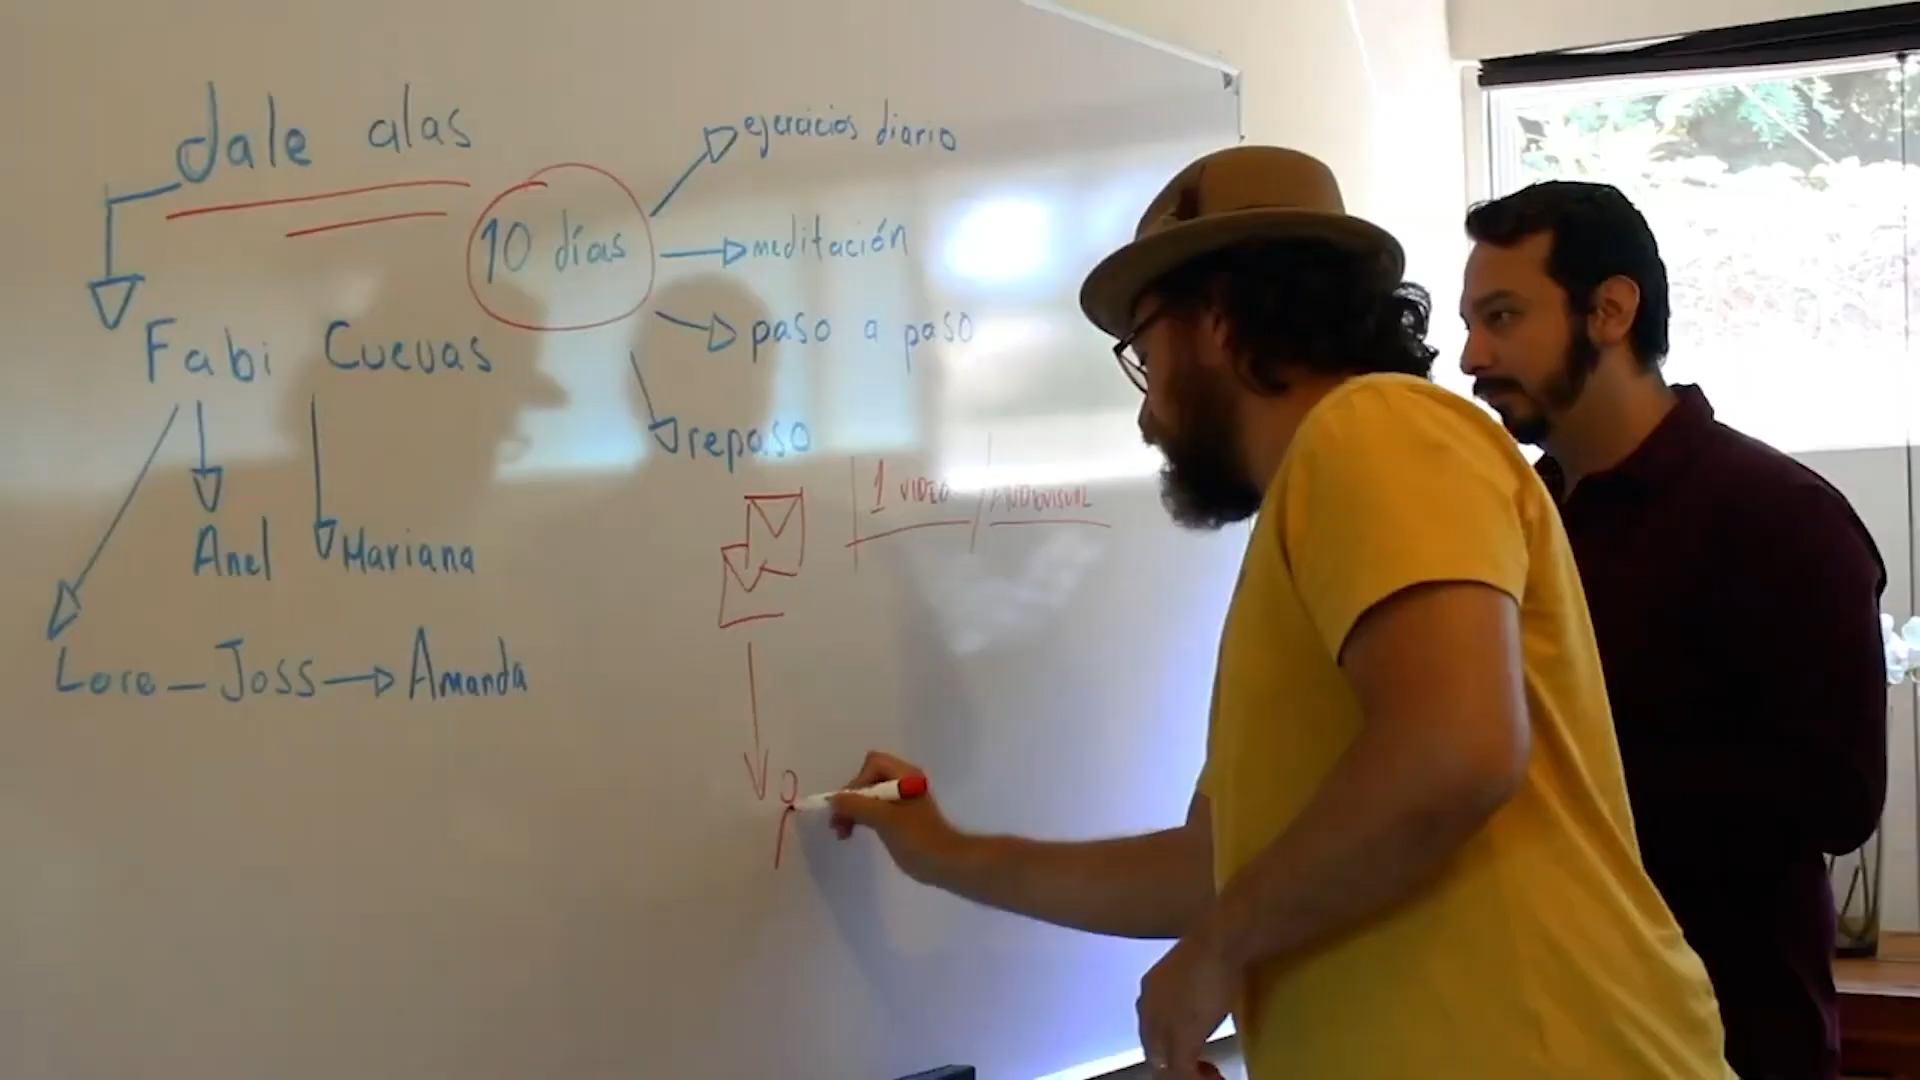 dale alas
10 días
ejercicios diario
meditación
paso a paso
repaso
Fabi Cuevas
Anel
Mariana
Lore – Joss → Amanda
1 VIDEO / AUDIOVISUAL